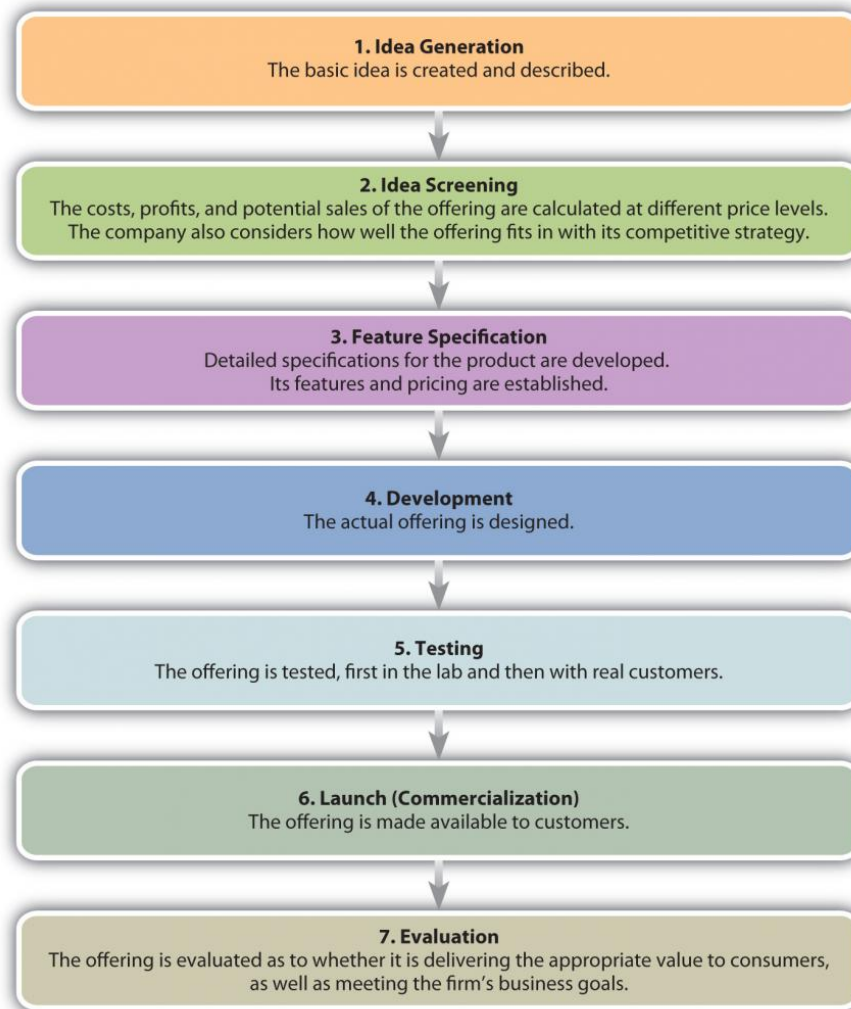 1. Idea Generation
The basic idea is created and described.
2. Idea Screening
The costs, profits, and potential sales of the offering are calculated at different price levels.
The company also considers how well the offering fits in with its competitive strategy.
3. Feature Specification
Detailed specifications for the product are developed.
Its features and pricing are established.
4. Development
The actual offering is designed.
5. Testing
The offering is tested, first in the lab and then with real customers.
6. Launch (Commercialization)
The offering is made available to customers.
7. Evaluation
The offering is evaluated as to whether it is delivering the appropriate value to consumers,
as well as meeting the firm's business goals.